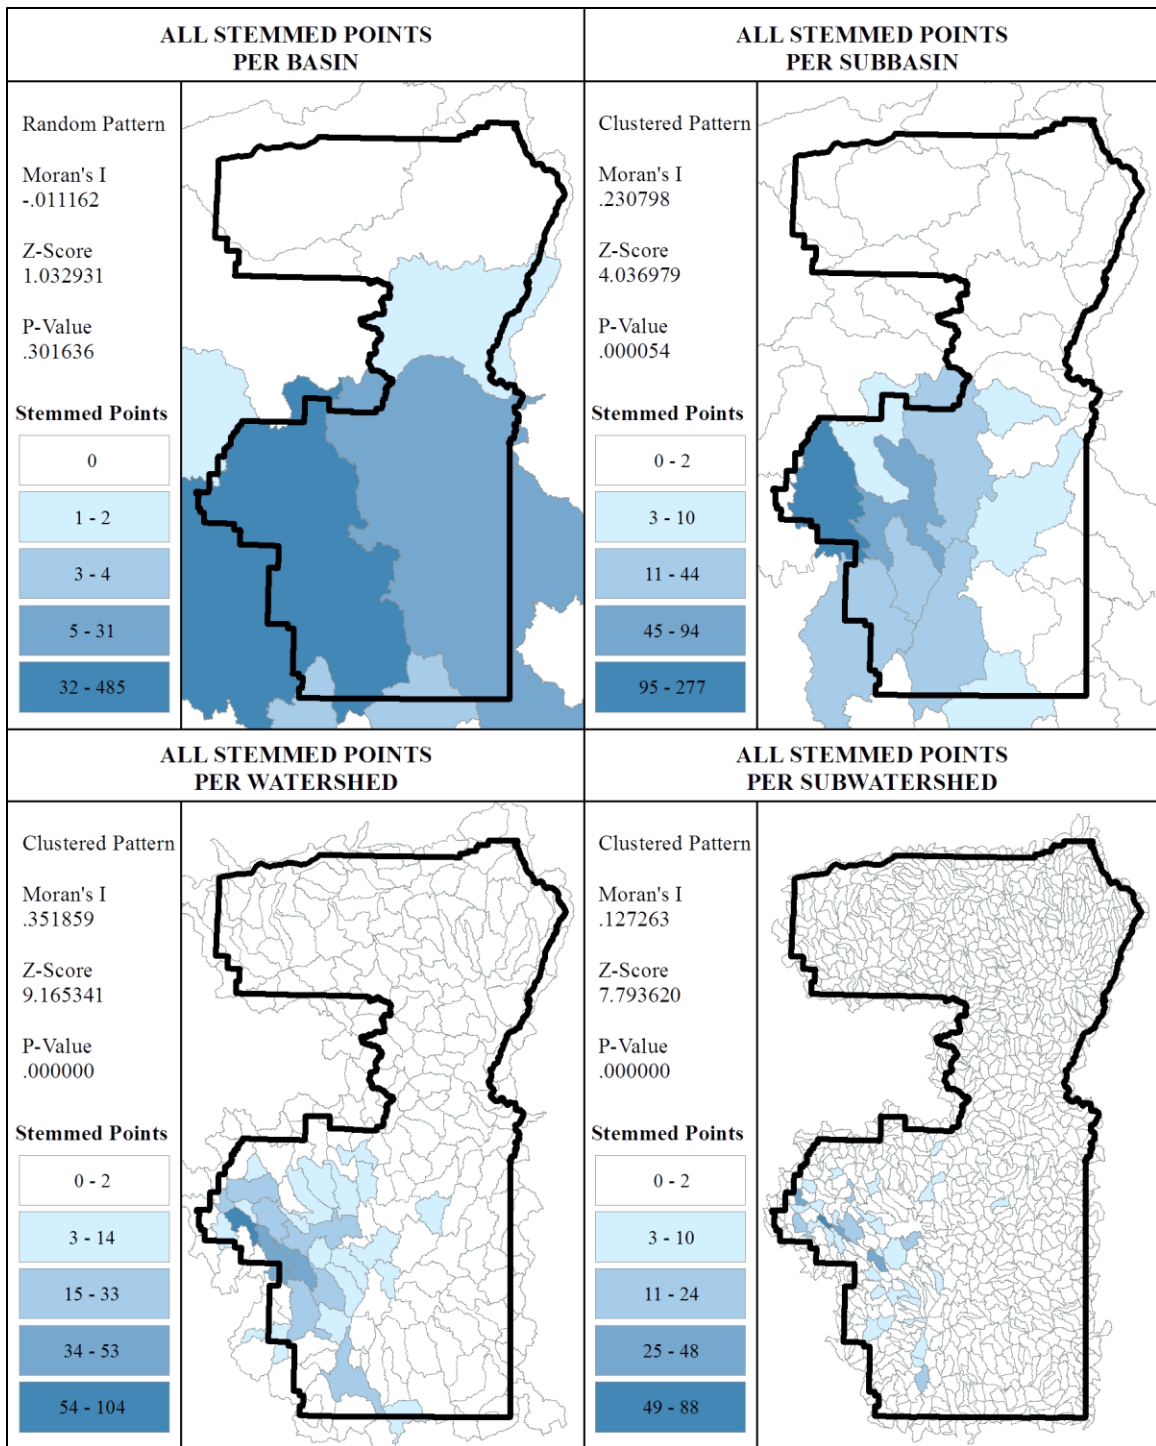 ALL STEMMED POINTS
PER BASIN
Random Pattern
Moran's I
-.011162
Z-Score
1.032931
P-Value
.301636
Stemmed Points
0
1 - 2
3 - 4
5 - 31
32 - 485
ALL STEMMED POINTS
PER SUBBASIN
Clustered Pattern
Moran's I
.230798
Z-Score
4.036979
P-Value
.000054
Stemmed Points
0 - 2
3 - 10
11 - 44
45 - 94
95 - 277
ALL STEMMED POINTS
PER WATERSHED
Clustered Pattern
Moran's I
.351859
Z-Score
9.165341
P-Value
.000000
Stemmed Points
0 - 2
3 - 14
15 - 33
34 - 53
54 - 104
ALL STEMMED POINTS
PER SUBWATERSHED
Clustered Pattern
Moran's I
.127263
Z-Score
7.793620
P-Value
.000000
Stemmed Points
0 - 2
3 - 10
11 - 24
25 - 48
49 - 88